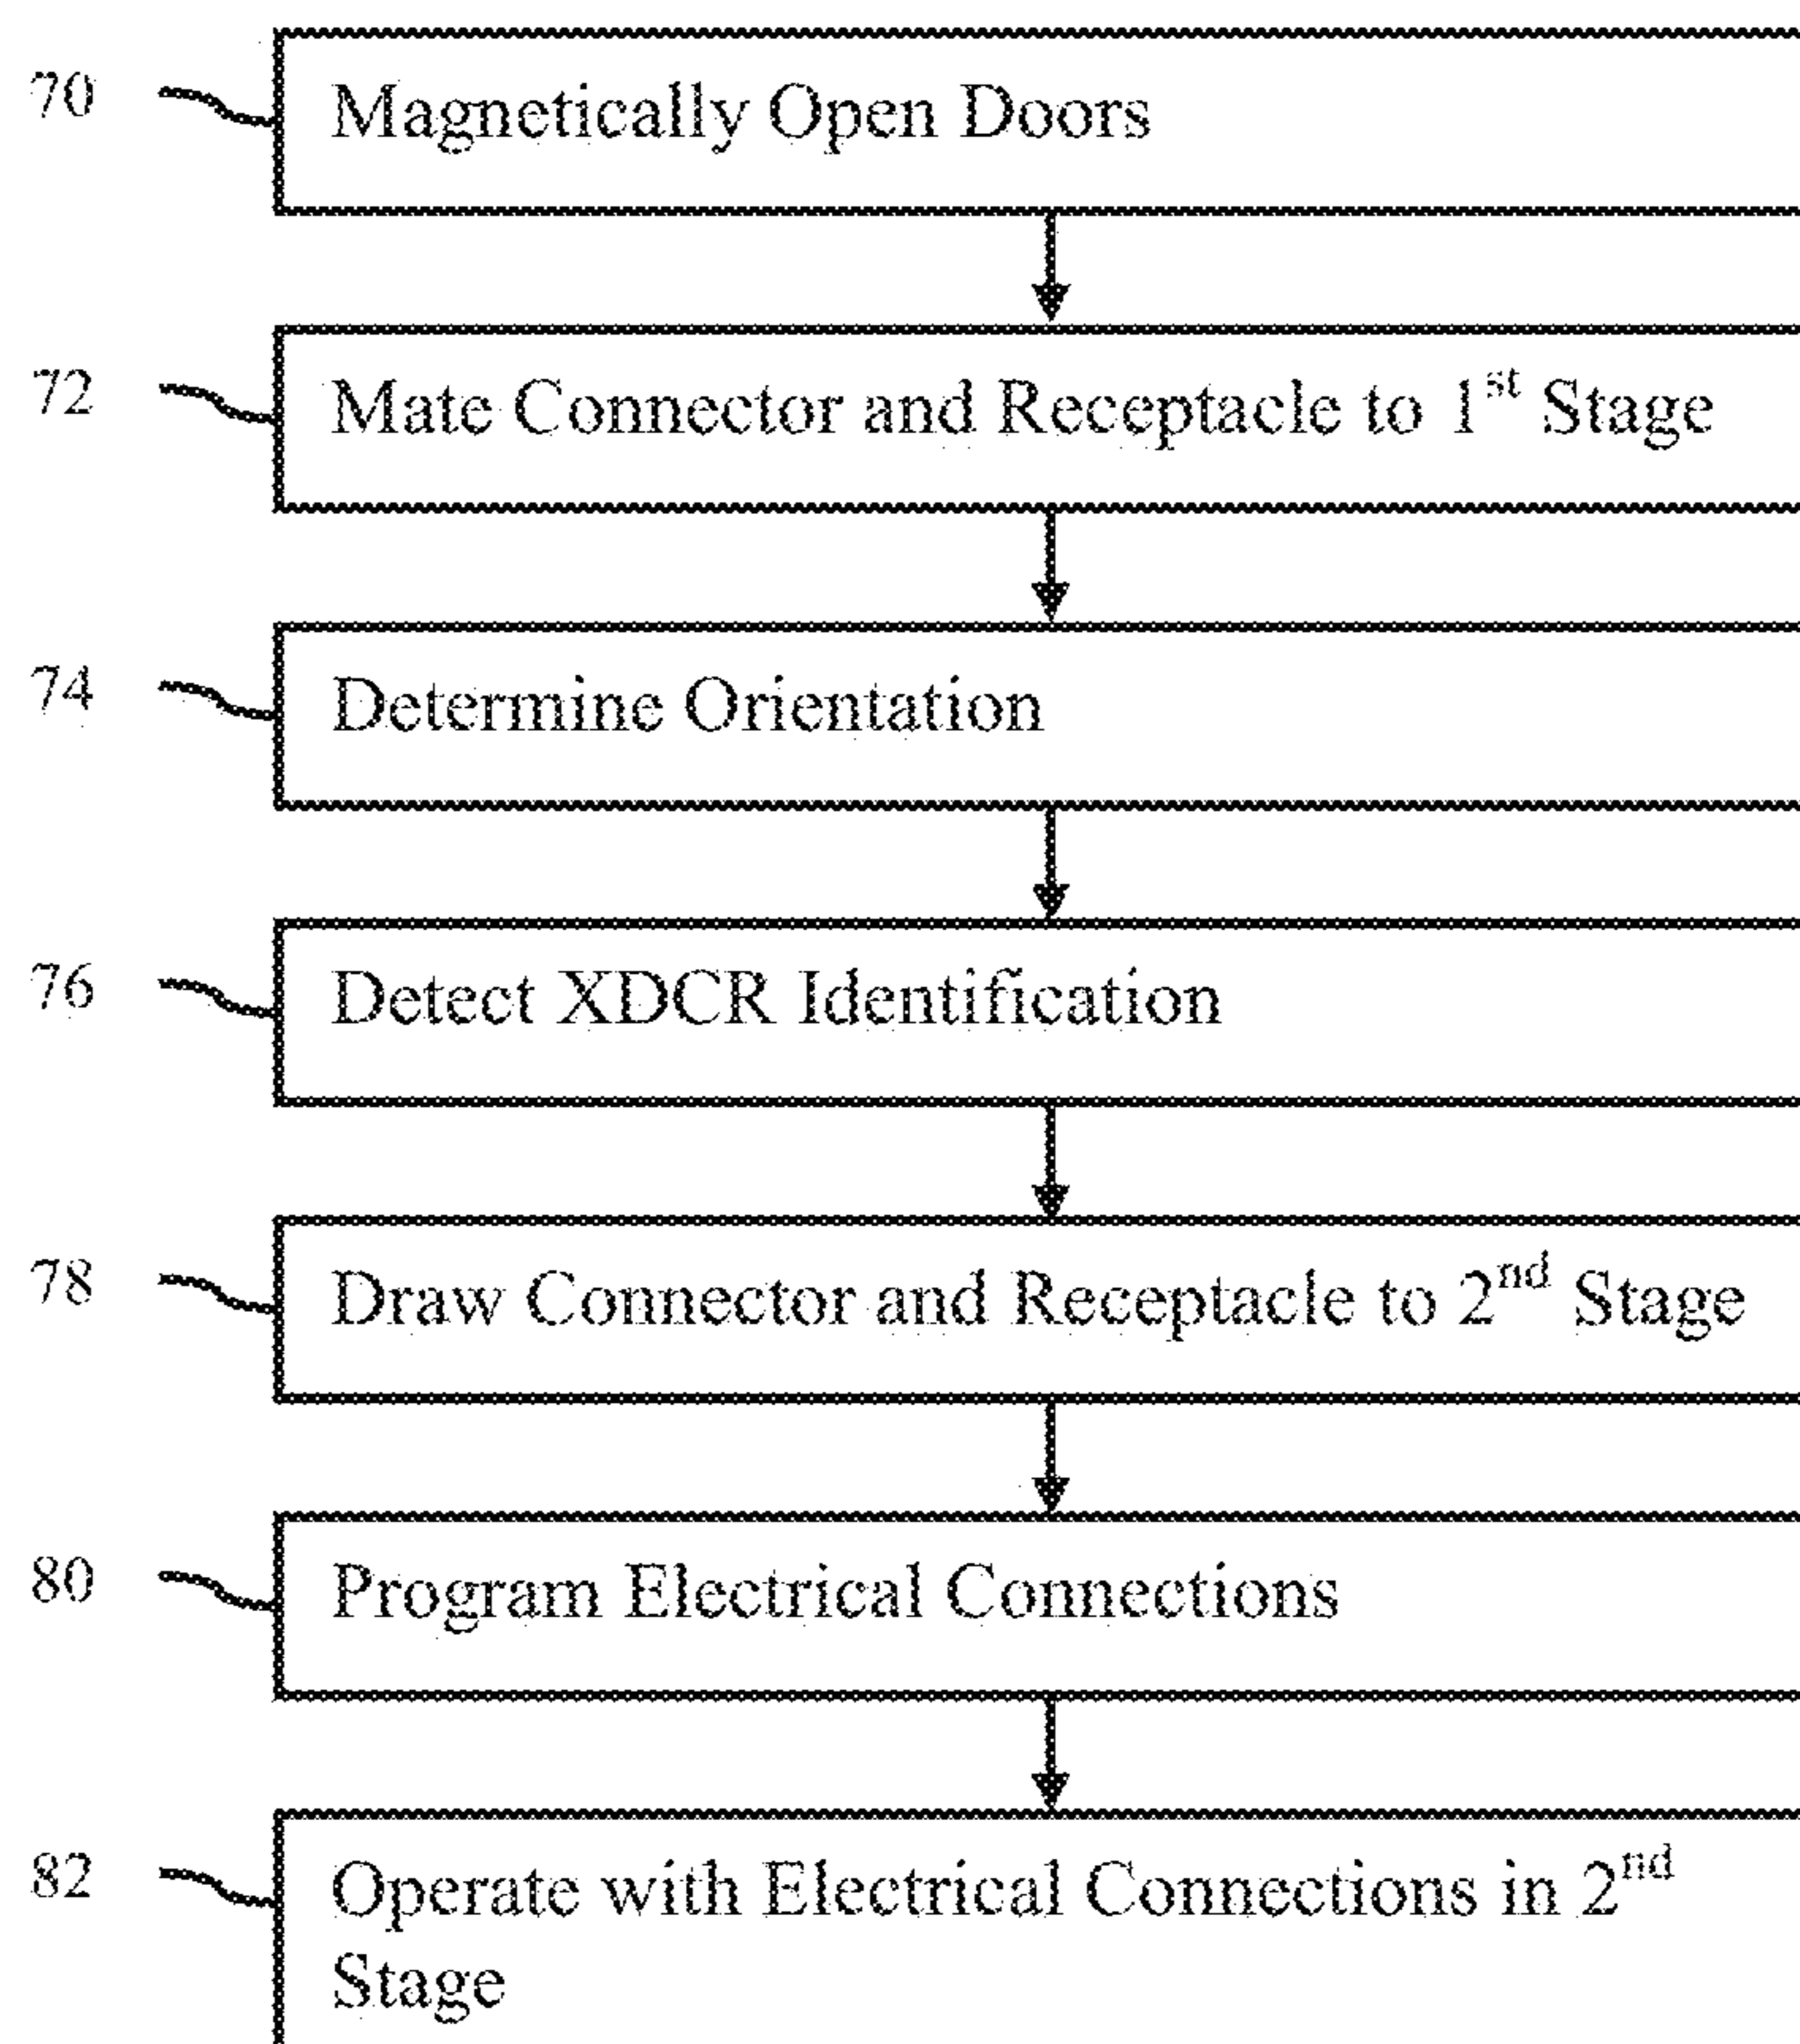 70 Magnetically Open Doors
72 Mate Connector and Receptacle to 1st Stage
74 Determine Orientation
76 Detect XDCR Identification
78 Draw Connector and Receptacle to 2nd Stage
80 Program Electrical Connections
82 Operate with Electrical Connections in 2nd
Stage